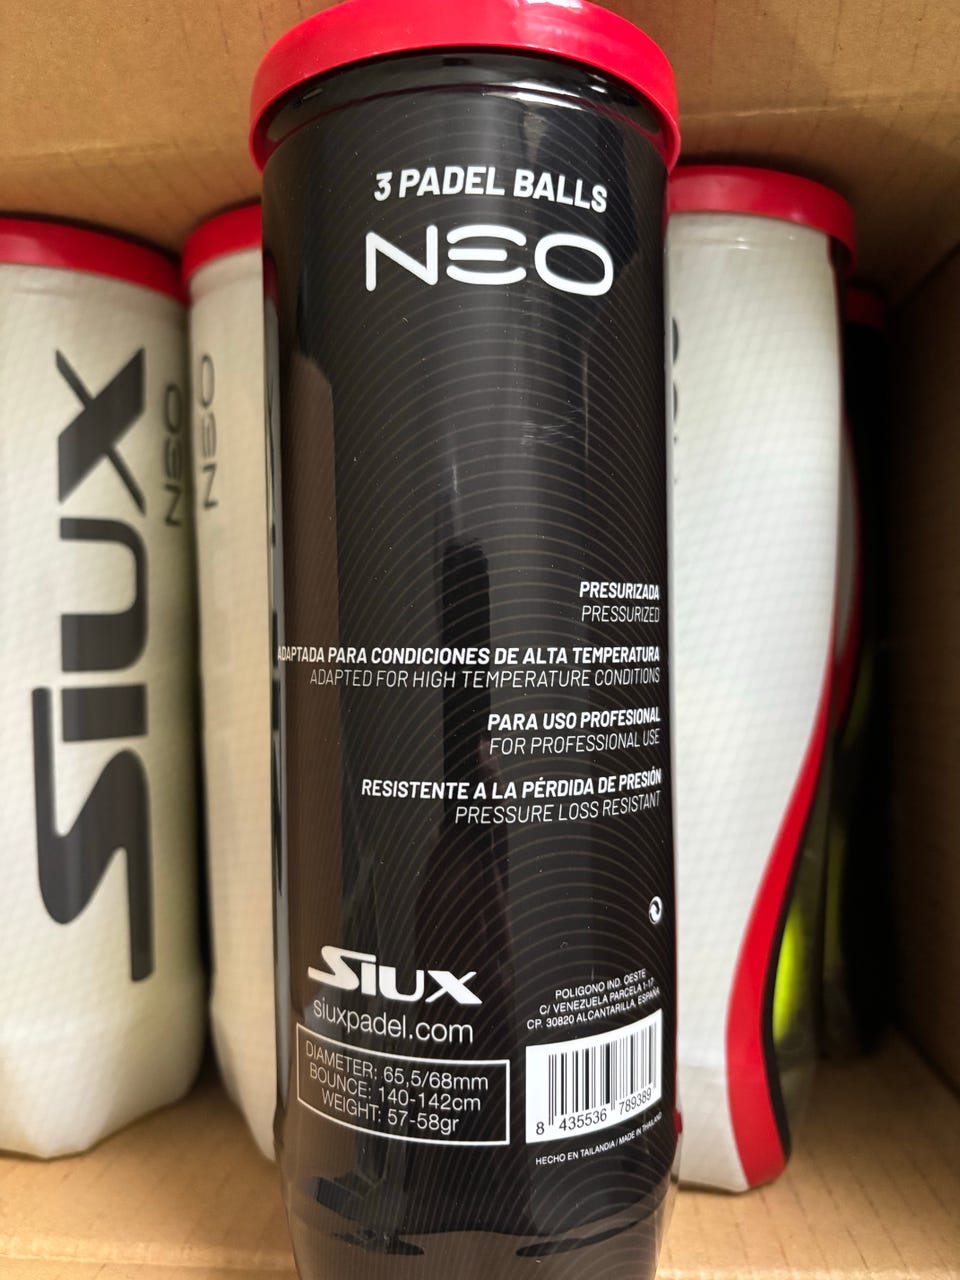 3 PADEL BALLS
NEO
SIUX
NEO
NEO
PRESURIZADA
PRESSURIZED
ADAPTADA PARA CONDICIONES DE ALTA TEMPERATURA
ADAPTED FOR HIGH TEMPERATURE CONDITIONS
PARA USO PROFESIONAL
FOR PROFESSIONAL USE
RESISTENTE A LA PÉRDIDA DE PRESIÓN
PRESSURE LOSS RESISTANT
SIUX
siuxpadel.com
POLIGONO IND. OESTE
C/ VENEZUELA PARCELA 1-17
CP. 30820 ALCANTARILLA. ESPAÑA
DIAMETER: 65,5/68mm
BOUNCE: 140-142cm
WEIGHT: 57-58gr
8 435536 789389
HECHO EN TAILANDIA / MADE IN THAILAND